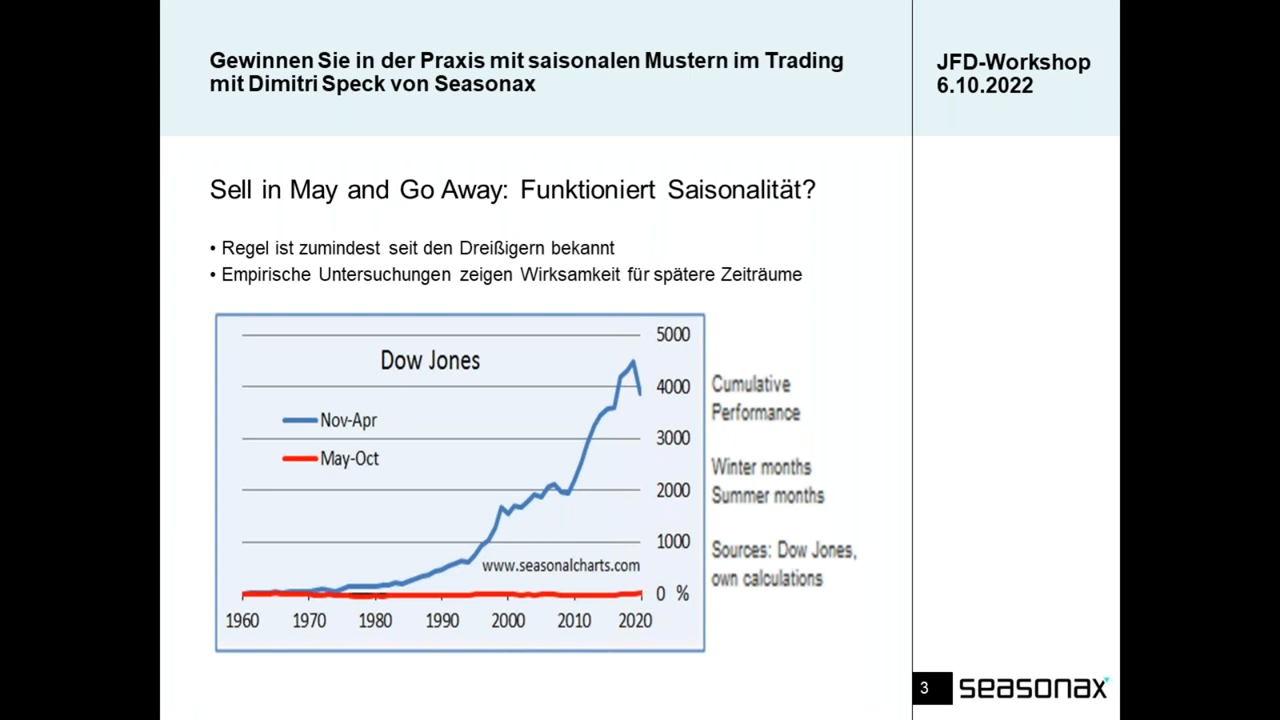 Gewinnen Sie in der Praxis mit saisonalen Mustern im Trading
mit Dimitri Speck von Seasonax
JFD-Workshop
6.10.2022
Sell in May and Go Away: Funktioniert Saisonalität?
• Regel ist zumindest seit den Dreißigern bekannt
• Empirische Untersuchungen zeigen Wirksamkeit für spätere Zeiträume
Dow Jones
Nov-Apr
May-Oct
www.seasonalcharts.com
5000
4000
3000
2000
1000
0 %
1960 1970 1980 1990 2000 2010 2020
Cumulative
Performance
Winter months
Summer months
Sources: Dow Jones,
own calculations
3
seasonax